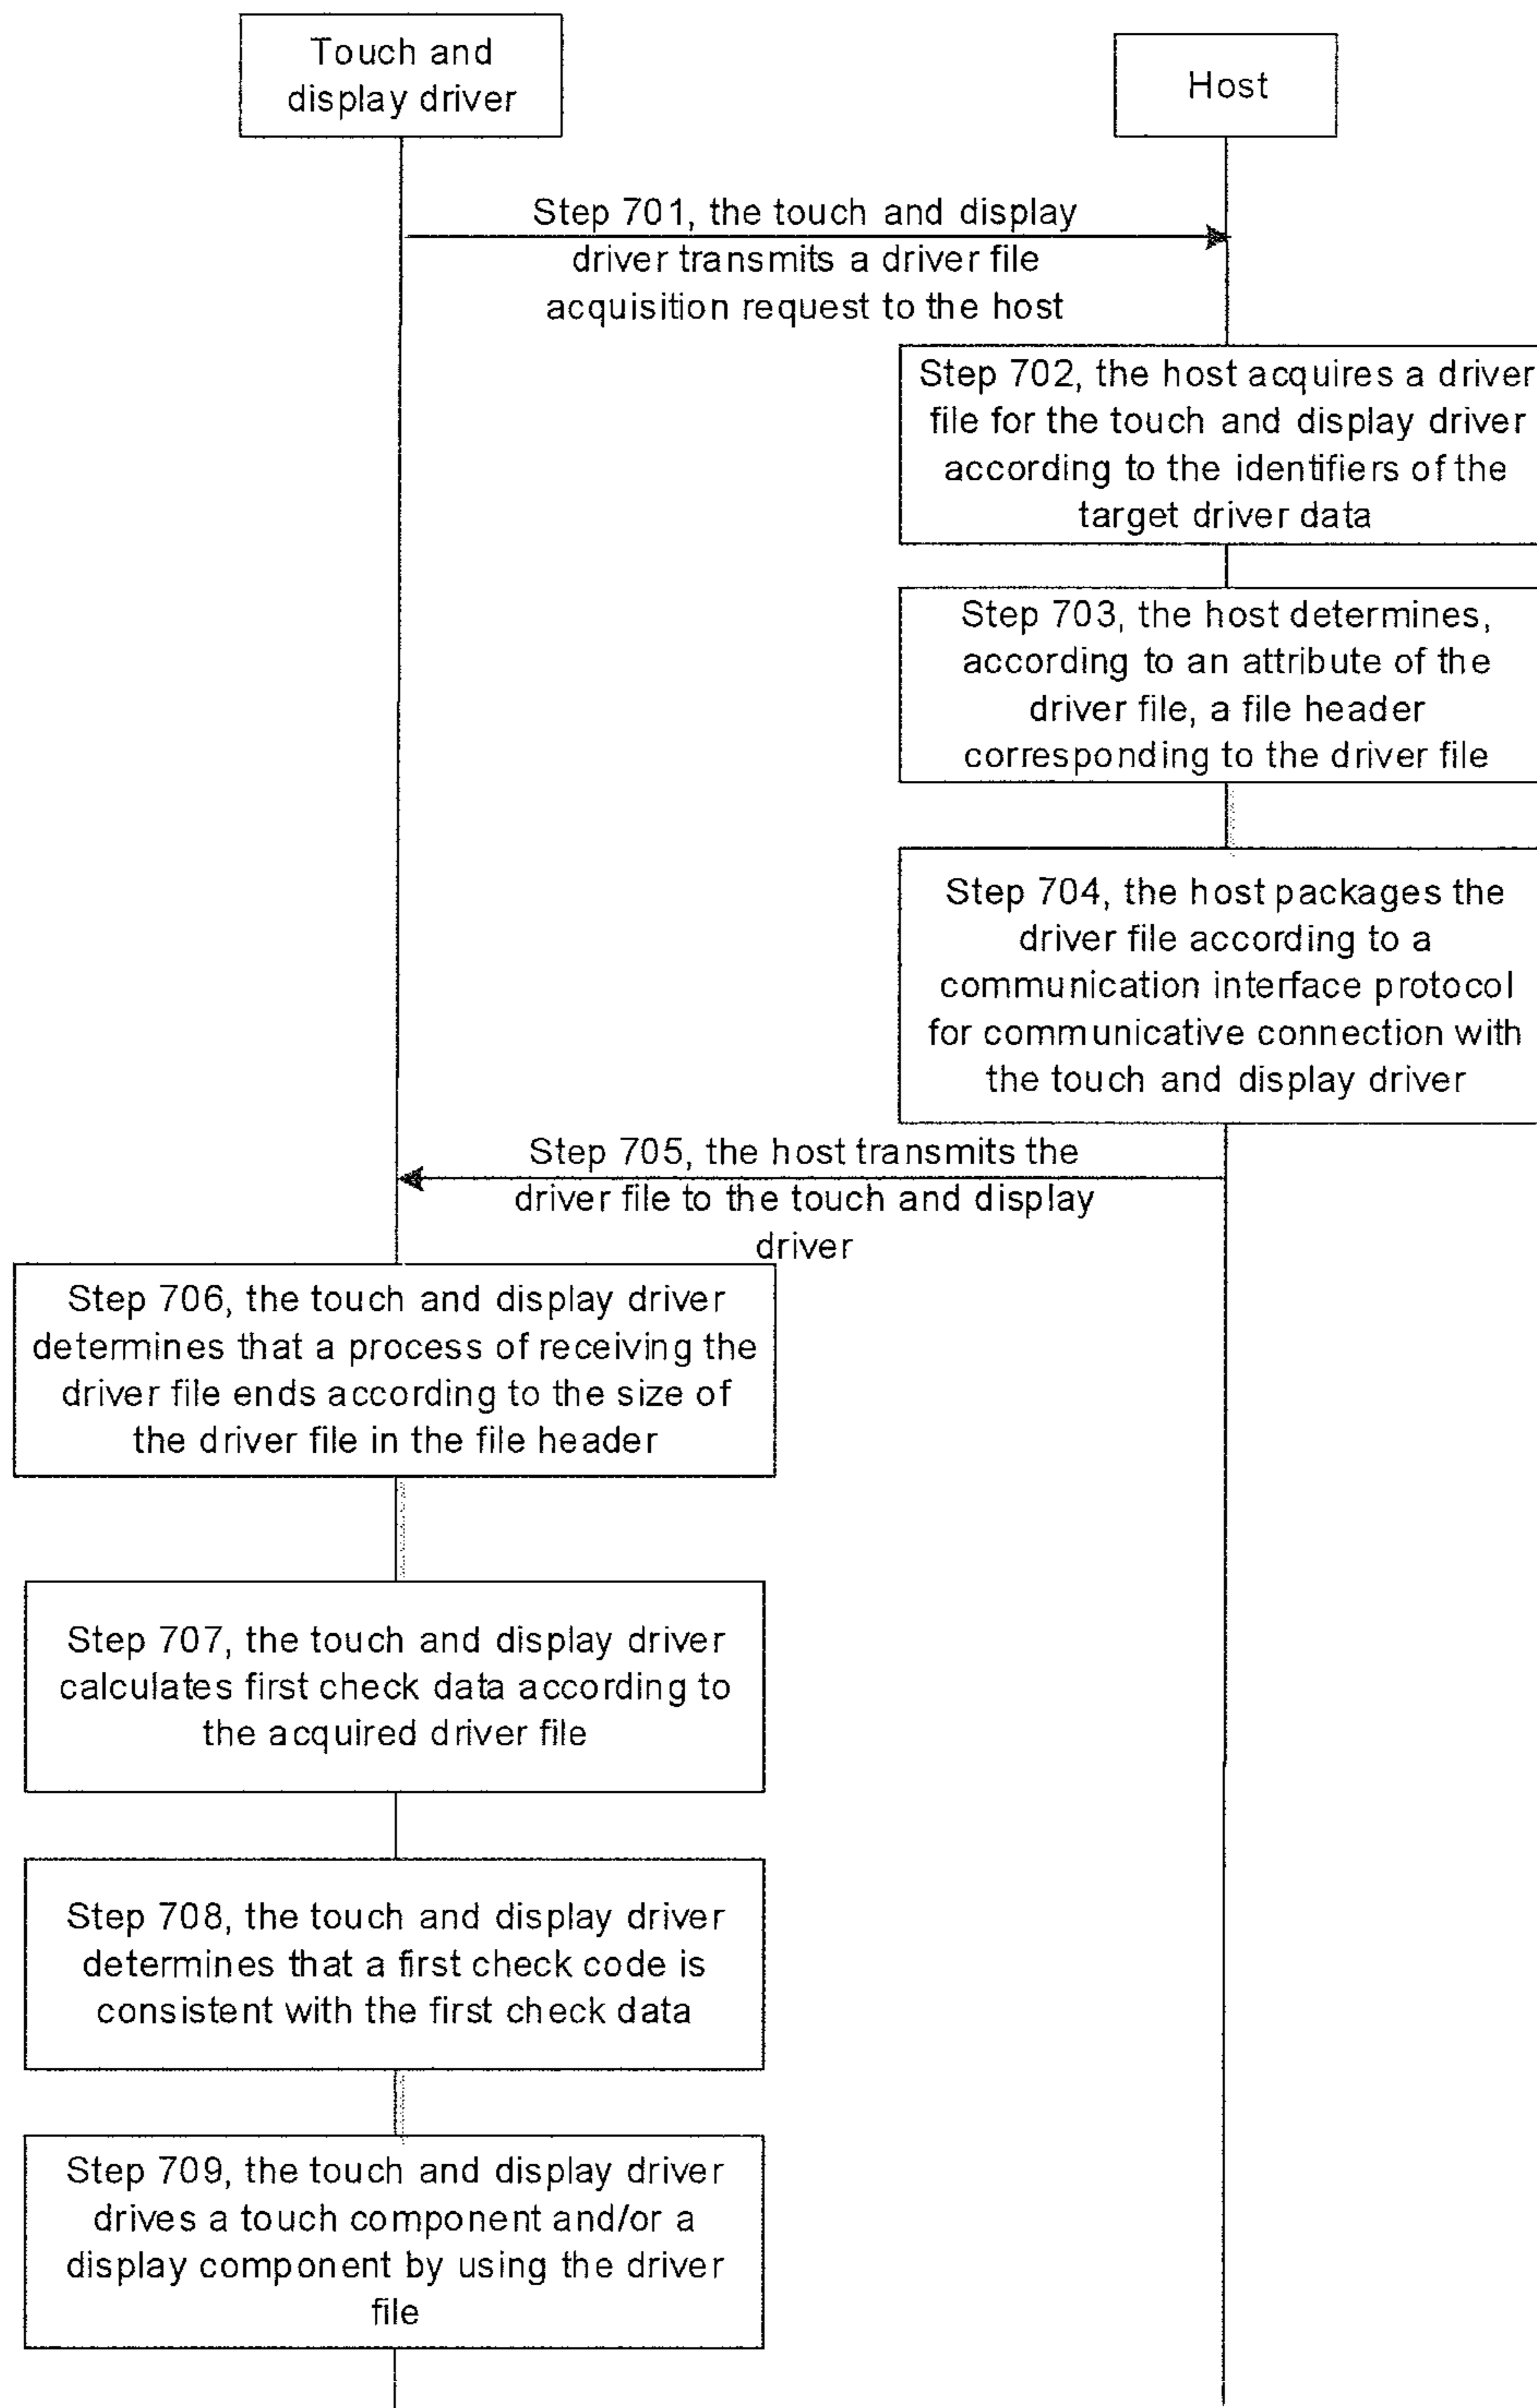 Touch and
display driver
Host
Step 701, the touch and display
driver transmits a driver file
acquisition request to the host
Step 702, the host acquires a driver
file for the touch and display driver
according to the identifiers of the
target driver data
Step 703, the host determines,
according to an attribute of the
driver file, a file header
corresponding to the driver file
Step 704, the host packages the
driver file according to a
communication interface protocol
for communicative connection with
the touch and display driver
Step 705, the host transmits the
driver file to the touch and display
driver
Step 706, the touch and display driver
determines that a process of receiving the
driver file ends according to the size of
the driver file in the file header
Step 707, the touch and display driver
calculates first check data according to
the acquired driver file
Step 708, the touch and display driver
determines that a first check code is
consistent with the first check data
Step 709, the touch and display driver
drives a touch component and/or a
display component by using the driver
file